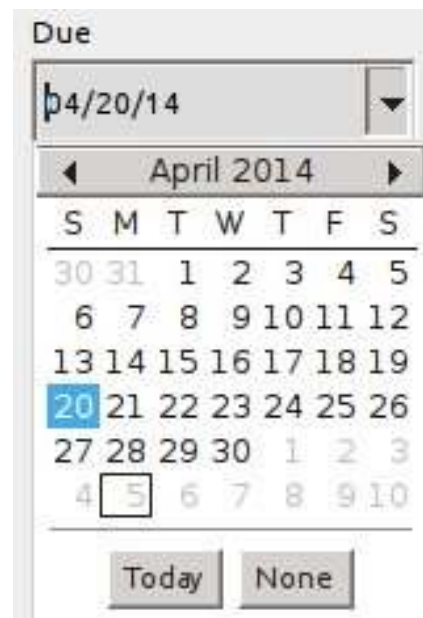 Due
04/20/14
April 2014
S M T W T F S
30 31 1 2 3 4 5
6 7 8 9 10 11 12
13 14 15 16 17 18 19
20 21 22 23 24 25 26
27 28 29 30 1 2 3
4 5 6 7 8 9 10
Today None